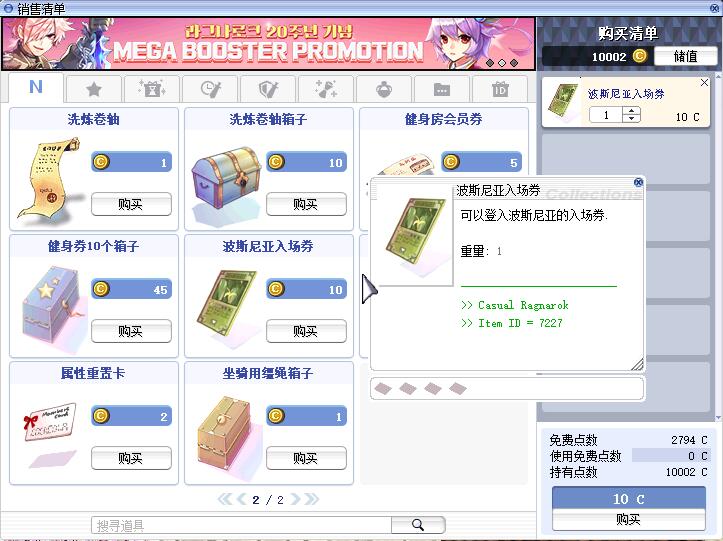 销售清单
라그나로크 20주년 기념
MEGA BOOSTER PROMOTION
N
ID
洗炼卷轴
1
购买
洗炼卷轴箱子
10
购买
健身房会员券
5
健身券10个箱子
45
购买
波斯尼亚入场券
10
购买
属性重置卡
2
购买
坐骑用缰绳箱子
1
购买
2 / 2
搜寻道具
波斯尼亚入场券
Collections
可以登入波斯尼亚的入场券.
重量: 1
>> Casual Ragnarok
>> Item ID = 7227
购买清单
10002 C 储值
波斯尼亚入场券
1
10 C
免费点数 2794 C
使用免费点数 0 C
持有点数 10002 C
10 C
购买